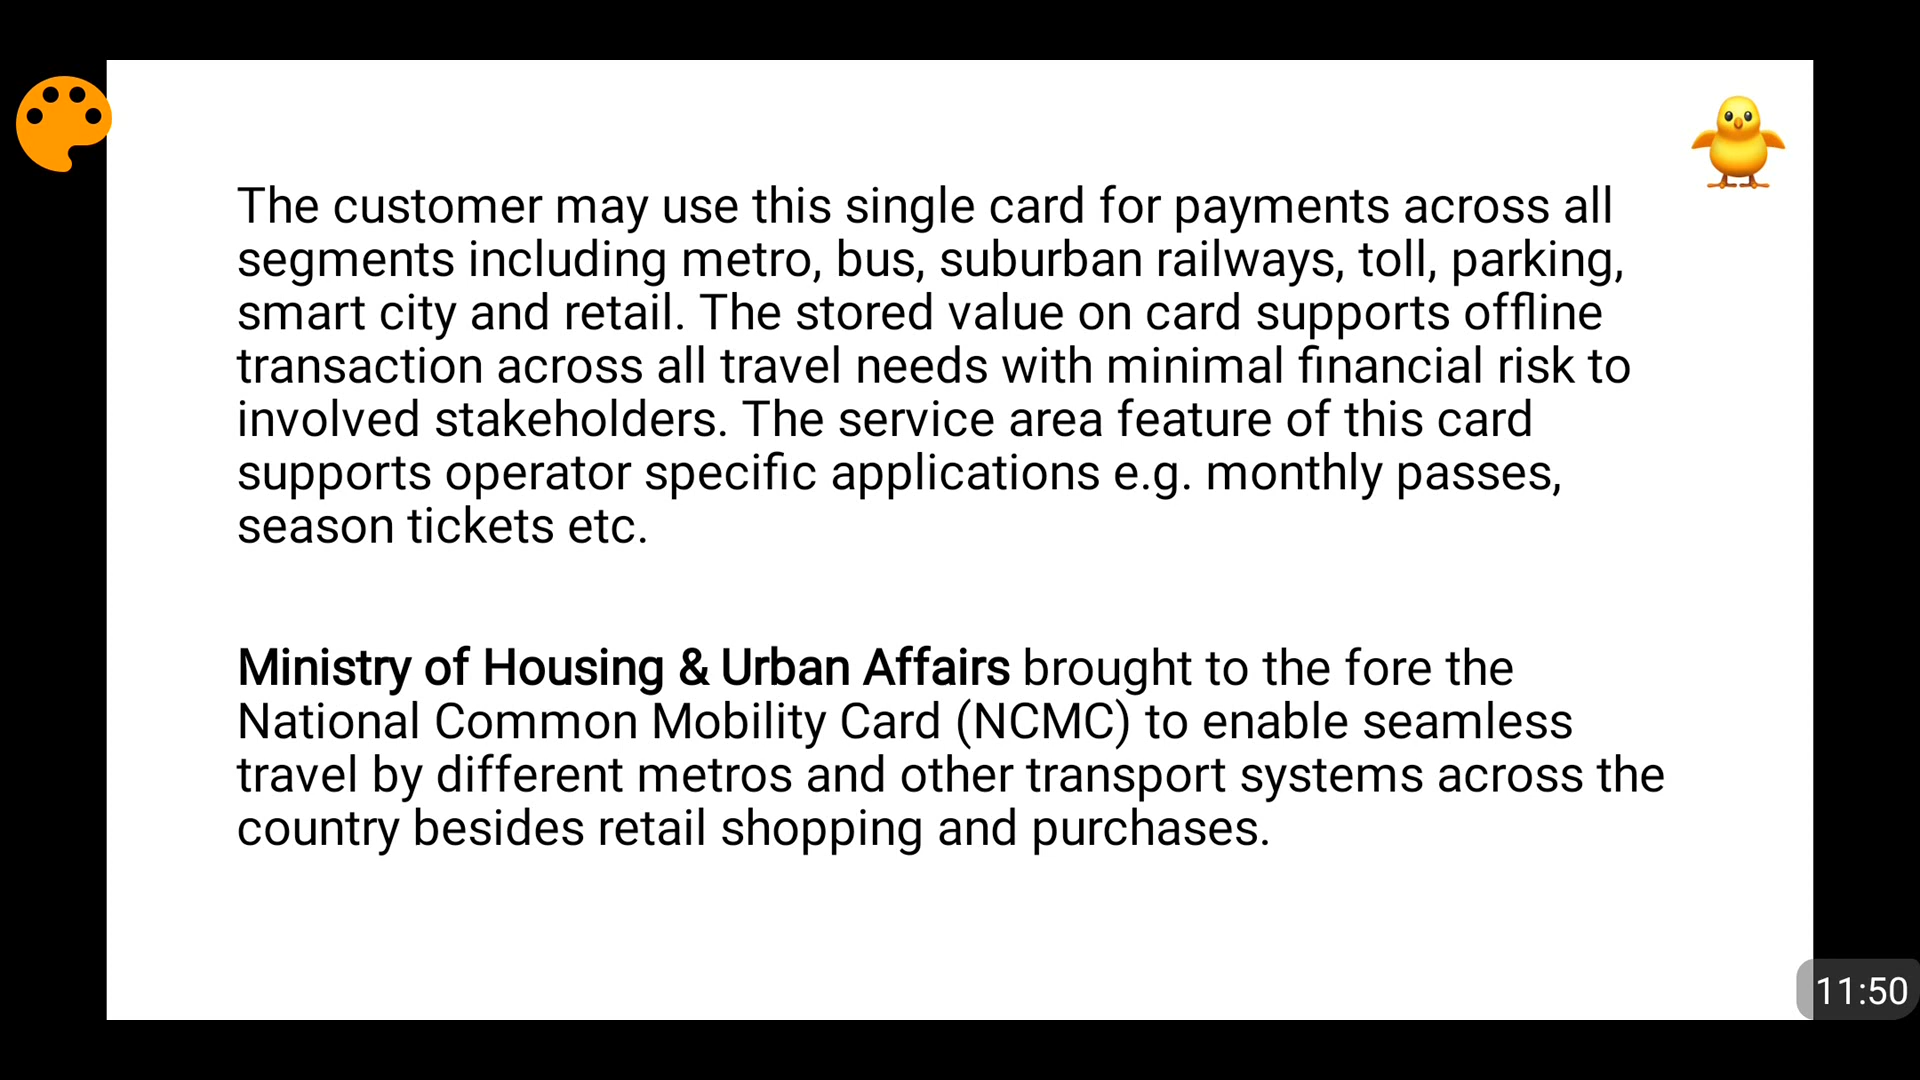 The customer may use this single card for payments across all
segments including metro, bus, suburban railways, toll, parking,
smart city and retail. The stored value on card supports offline
transaction across all travel needs with minimal financial risk to
involved stakeholders. The service area feature of this card
supports operator specific applications e.g. monthly passes,
season tickets etc.
Ministry of Housing & Urban Affairs brought to the fore the
National Common Mobility Card (NCMC) to enable seamless
travel by different metros and other transport systems across the
country besides retail shopping and purchases.
11:50